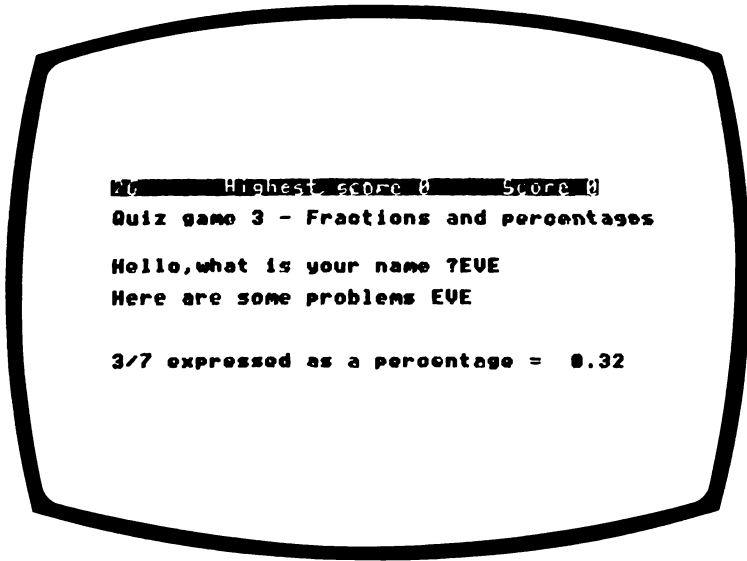 Highest score 0 Score 0
Quiz game 3 - Fractions and percentages
Hello,what is your name ?EVE
Here are some problems EVE
3/7 expressed as a percentage = 0.32